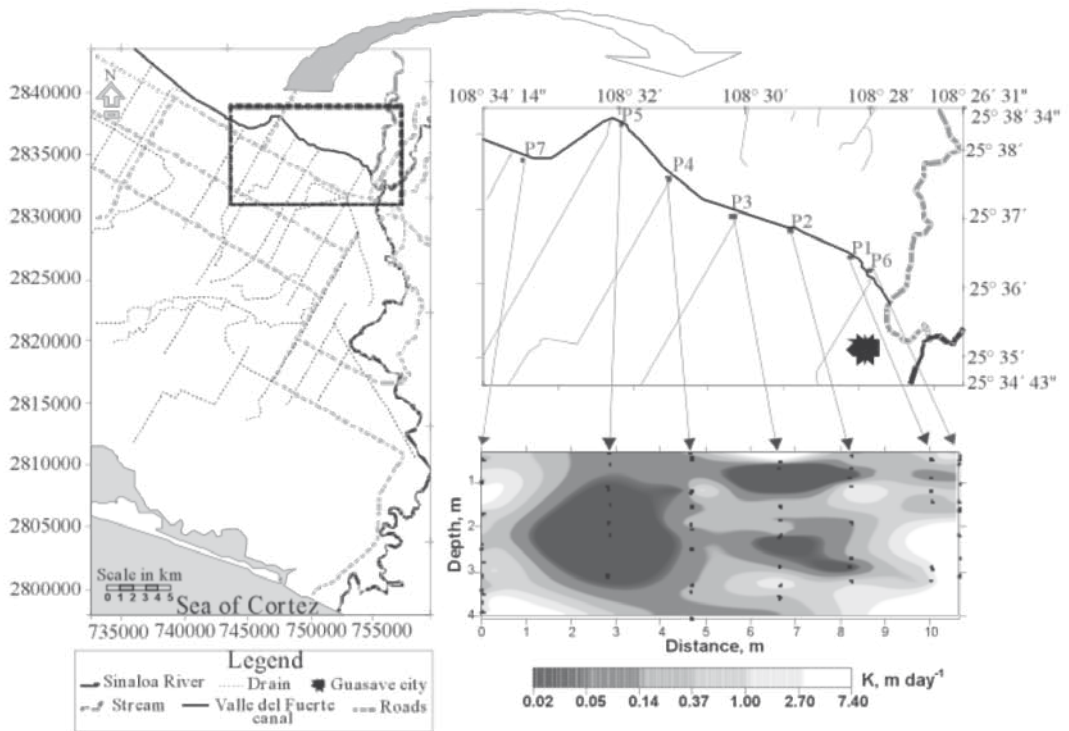 N
2840000
2835000
2830000
2825000
2820000
2815000
2810000
2805000
2800000
Scale in km
0 1 2 3 4 5
Sea of Cortez
735000 740000 745000 750000 755000
Legend
Sinaloa River
Drain
Guasave city
Stream
Valle del Fuerte canal
Roads
108° 34´ 14" 108° 32´ 108° 30´ 108° 28´ 108° 26´ 31"
25° 38´ 34"
25° 38´
25° 37´
25° 36´
25° 35´
25° 34´ 43"
P7
P5
P4
P3
P2
P1
P6
Depth, m
1
2
3
4
0 1 2 3 4 5 6 7 8 9 10
Distance, m
K, m day-1
0.02 0.05 0.14 0.37 1.00 2.70 7.40